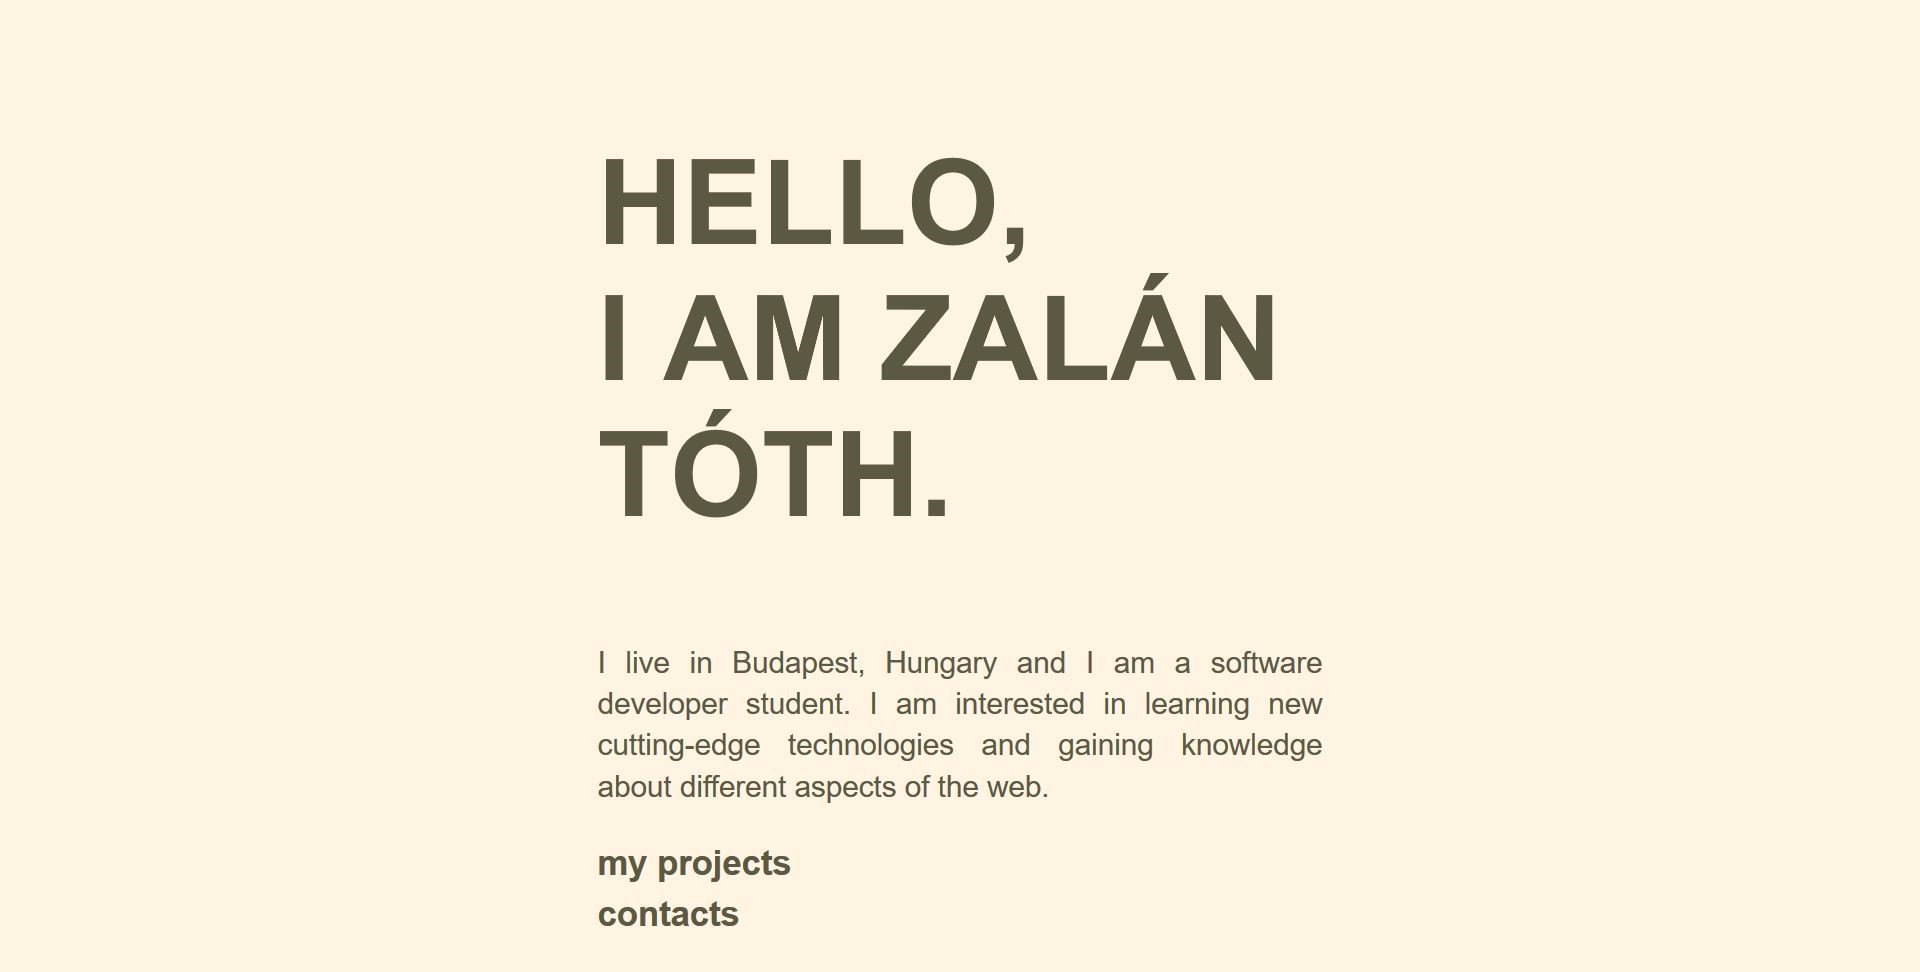 HELLO,
I AM ZALÁN
TÓTH.
I live in Budapest, Hungary and I am a software
developer student. I am interested in learning new
cutting-edge technologies and gaining knowledge
about different aspects of the web.
my projects
contacts